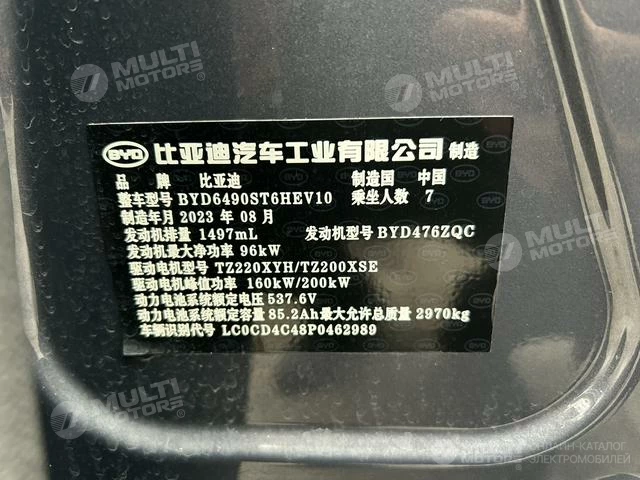 MULTI MOTORS
MULTI MOTORS
BYD 比亚迪汽车工业有限公司 制造
品 牌 比亚迪 制造国 中国
整车型号 BYD6490ST6HEV10 乘坐人数 7
制造年月 2023 年 08 月
发动机排量 1497mL 发动机型号 BYD476ZQC
发动机最大净功率 96kW
驱动电机型号 TZ220XYH/TZ200XSE
驱动电机峰值功率 160kW/200kW
动力电池系统额定电压 537.6V
动力电池系统额定容量 85.2Ah 最大允许总质量 2970kg
车辆识别代号 LC0CD4C48P0462989
MULTI MOTORS
MULTI MOTORS
ОНЛАЙН-КАТАЛОГ
ЭЛЕКТРОМОБИЛЕЙ